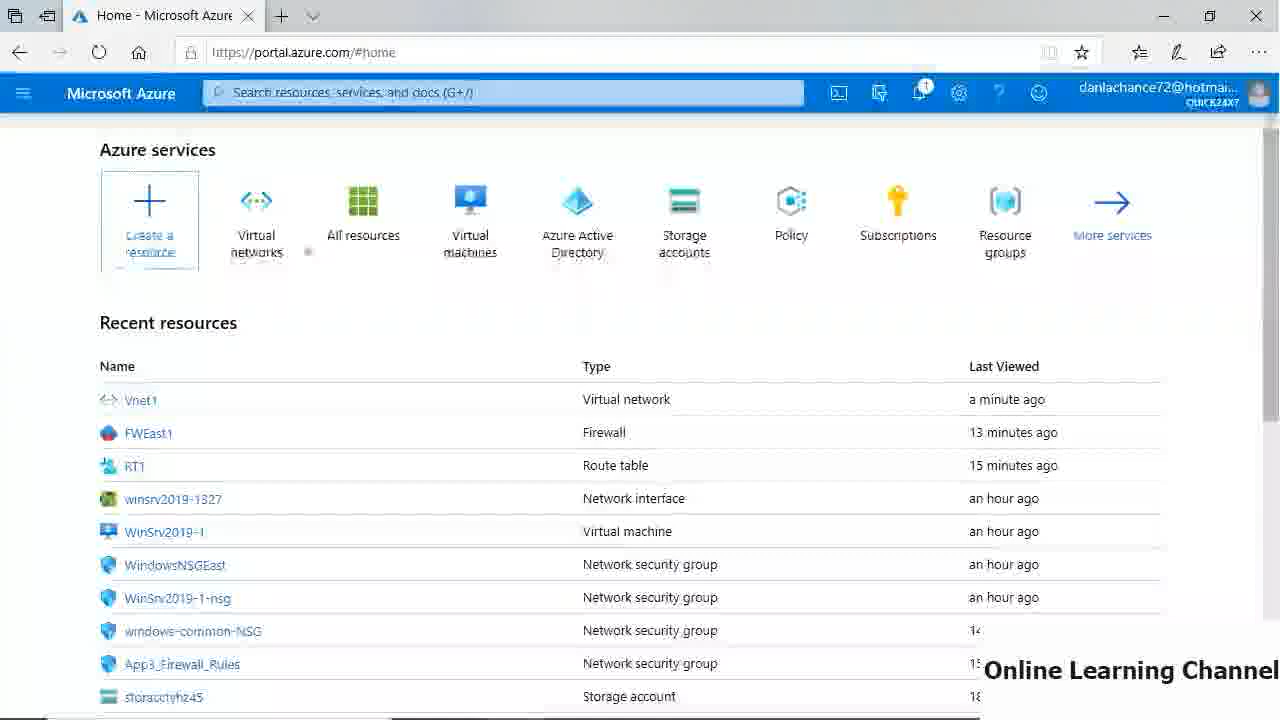 Home - Microsoft Azure
https://portal.azure.com/#home
Microsoft Azure
Search resources, services, and docs (G+/)
1
danlachance72@hotmai...
QUICK24X7
Azure services
Create a resource
Virtual networks
All resources
Virtual machines
Azure Active Directory
Storage accounts
Policy
Subscriptions
Resource groups
More services
Recent resources
Name Type Last Viewed
Vnet1 Virtual network a minute ago
FWEast1 Firewall 13 minutes ago
RT1 Route table 15 minutes ago
winsrv2019-1327 Network interface an hour ago
WinSrv2019-1 Virtual machine an hour ago
WindowsNSGEast Network security group an hour ago
WinSrv2019-1-nsg Network security group an hour ago
windows-common-NSG Network security group
App3_Firewall_Rules Network security group
Storage account
Online Learning Channel